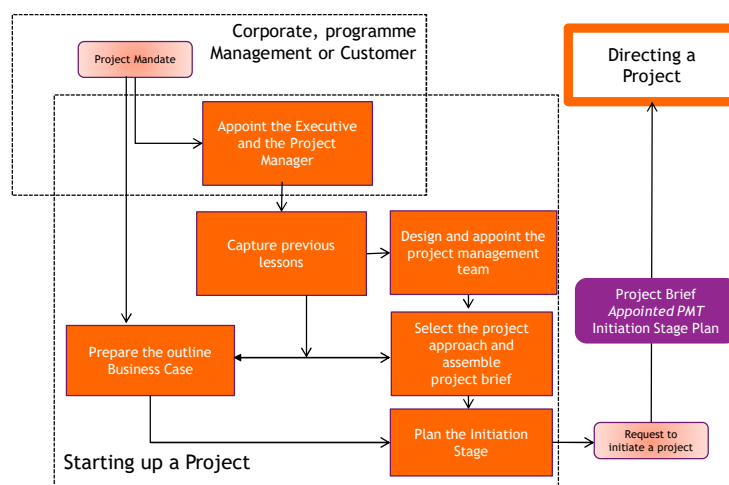 Corporate, programme
Management or Customer
Project Mandate
Directing a
Project
Appoint the Executive
and the Project
Manager
Capture previous
lessons
Design and appoint the
project management
team
Project Brief
Appointed PMT
Initiation Stage Plan
Prepare the outline
Business Case
Select the project
approach and
assemble
project brief
Plan the Initiation
Stage
Request to
initiate a project
Starting up a Project